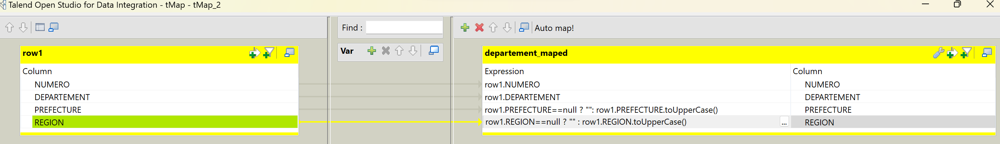 Talend Open Studio for Data Integration - tMap - tMap_2
Find :
Auto map!
Var
row1
Column
NUMERO
DEPARTEMENT
PREFECTURE
REGION
departement_maped
Expression Column
row1.NUMERO NUMERO
row1.DEPARTEMENT DEPARTEMENT
row1.PREFECTURE==null ? "": row1.PREFECTURE.toUpperCase() PREFECTURE
row1.REGION==null ? "" : row1.REGION.toUpperCase() ... REGION